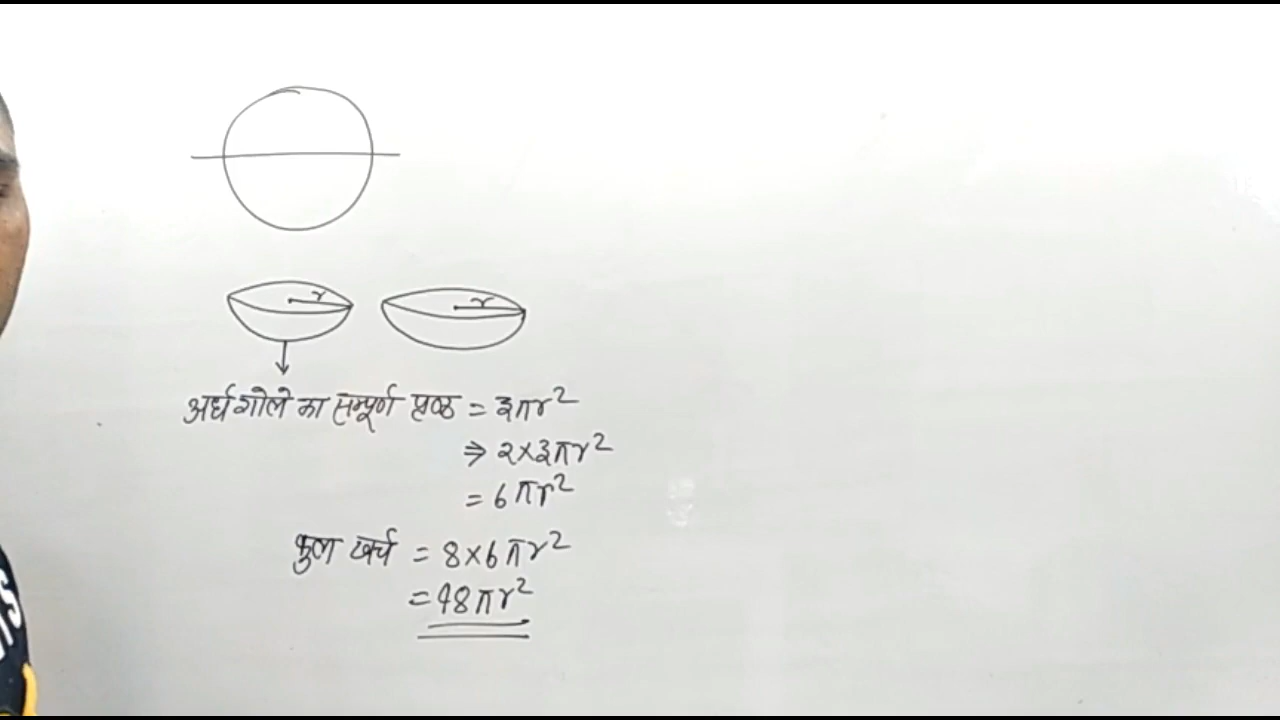 r r
अर्धगोले का सम्पूर्ण पृष्ठ = 3πr²
⇒ 2×3πr²
= 6πr²
कुल खर्च = 8×6πr²
= 48πr²